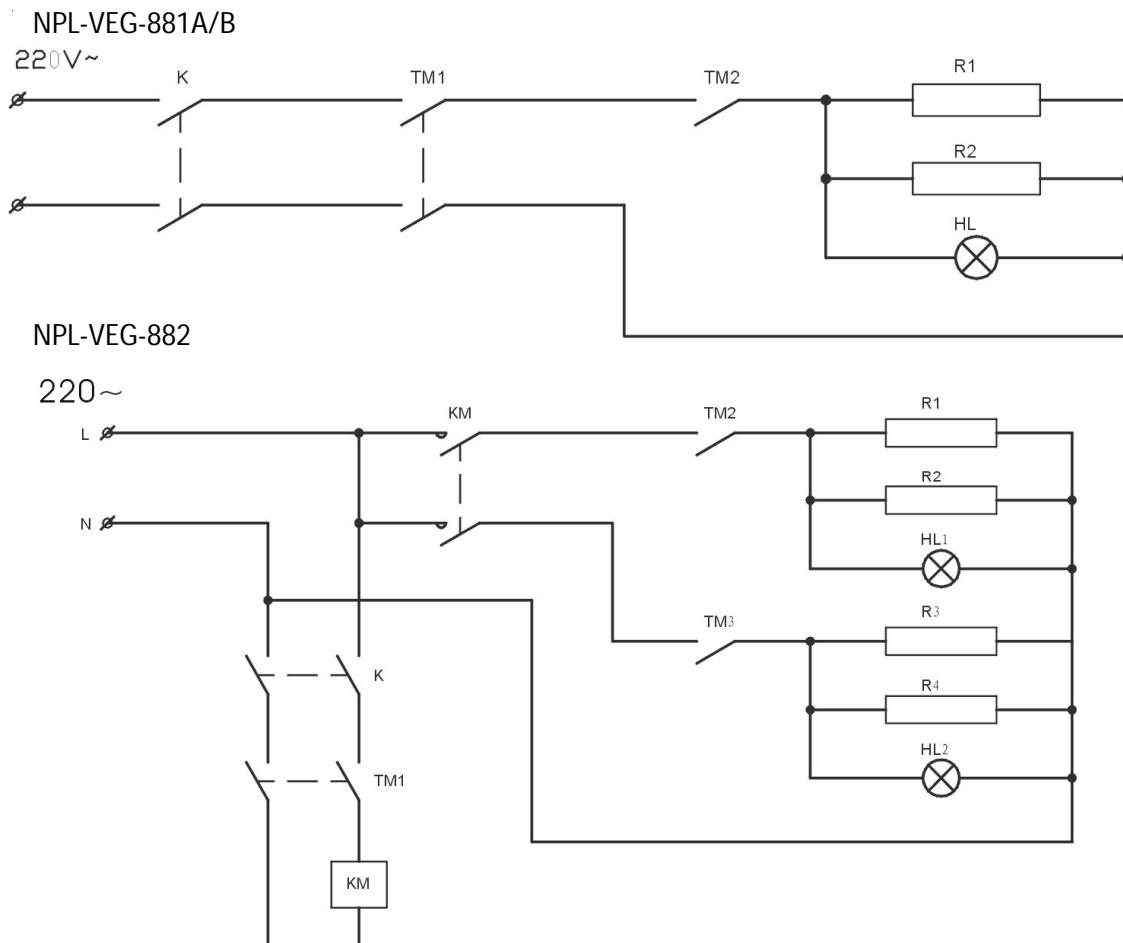 NPL-VEG-881A/B
220V~
K TM1 TM2 R1
R2
HL
NPL-VEG-882
220~
L KM TM2 R1
R2
N
HL1
TM3 R3
K R4
HL2
TM1
KM